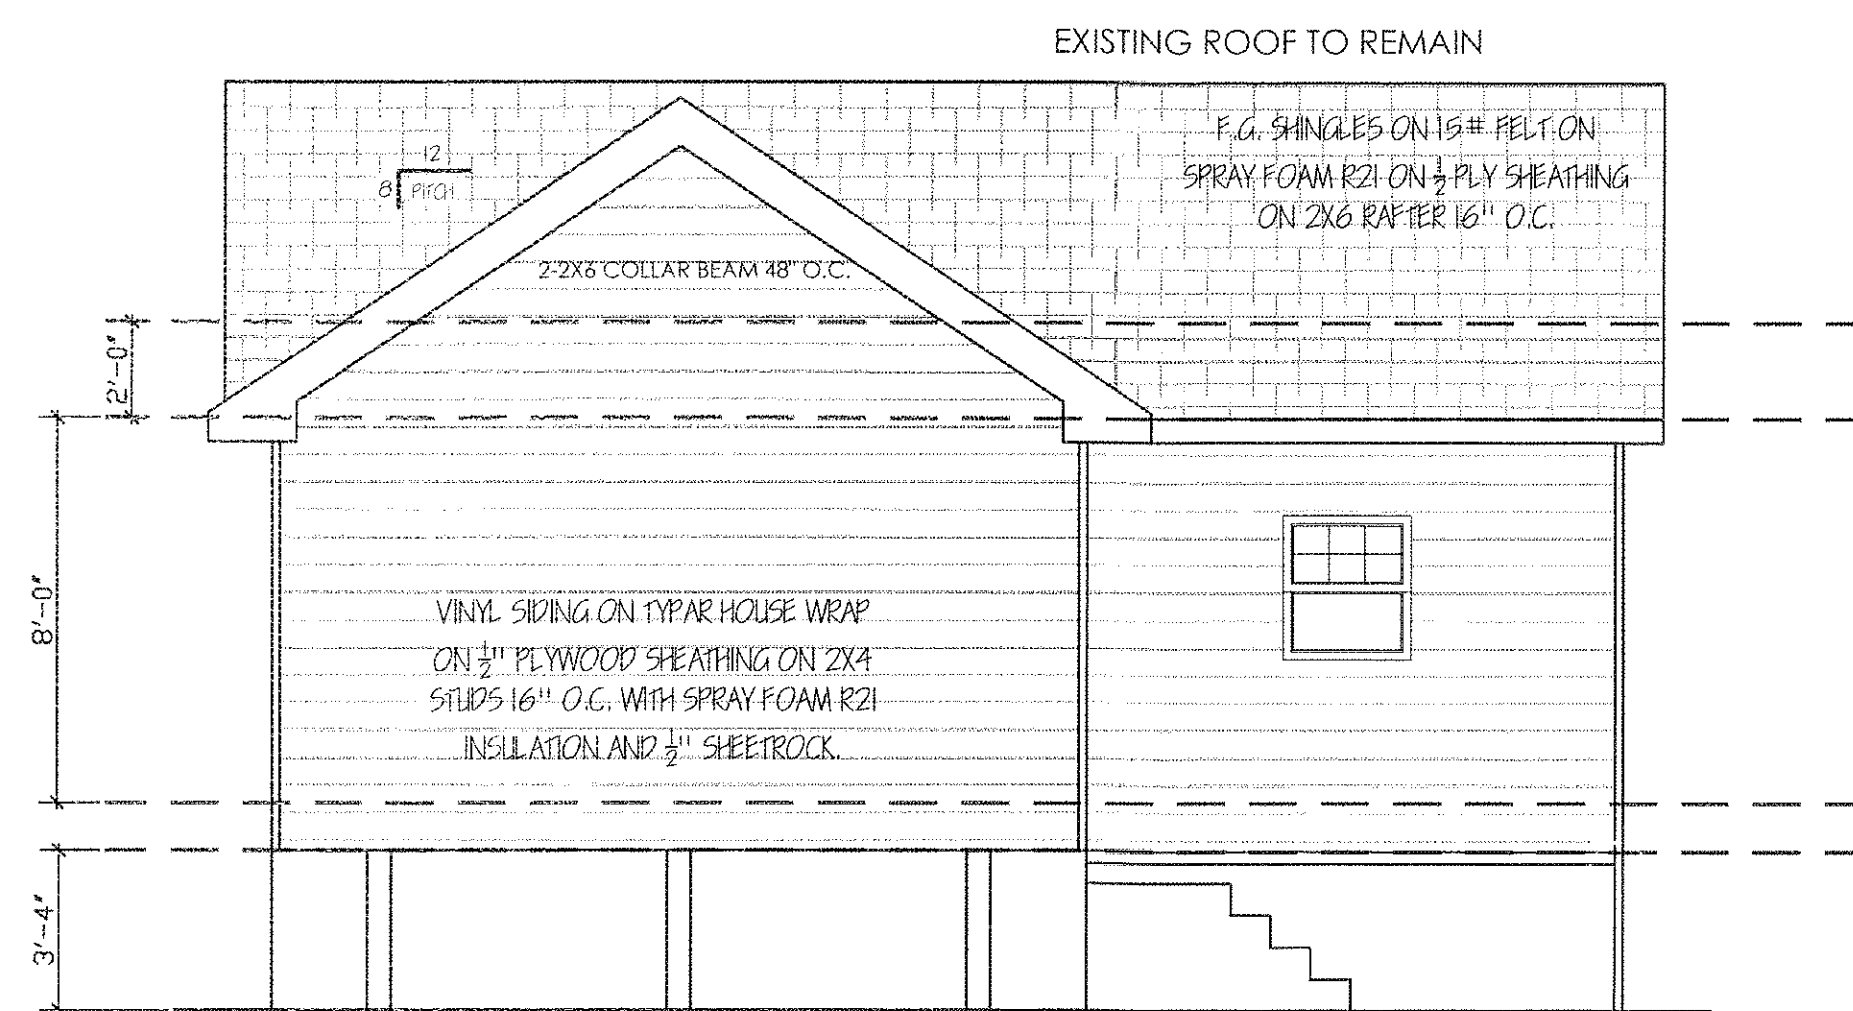 EXISTING ROOF TO REMAIN
F.G. SHINGLES ON 15# FELT ON
SPRAY FOAM R21 ON ½ PLY SHEATHING
ON 2X6 RAFTER 16" O.C.
12
8 PITCH
2-2X6 COLLAR BEAM 48" O.C.
2'-0"
8'-0"
VINYL SIDING ON TYPAR HOUSE WRAP
ON ½" PLYWOOD SHEATHING ON 2X4
STUDS 16" O.C. WITH SPRAY FOAM R21
INSULATION AND ½" SHEETROCK.
3'-4"